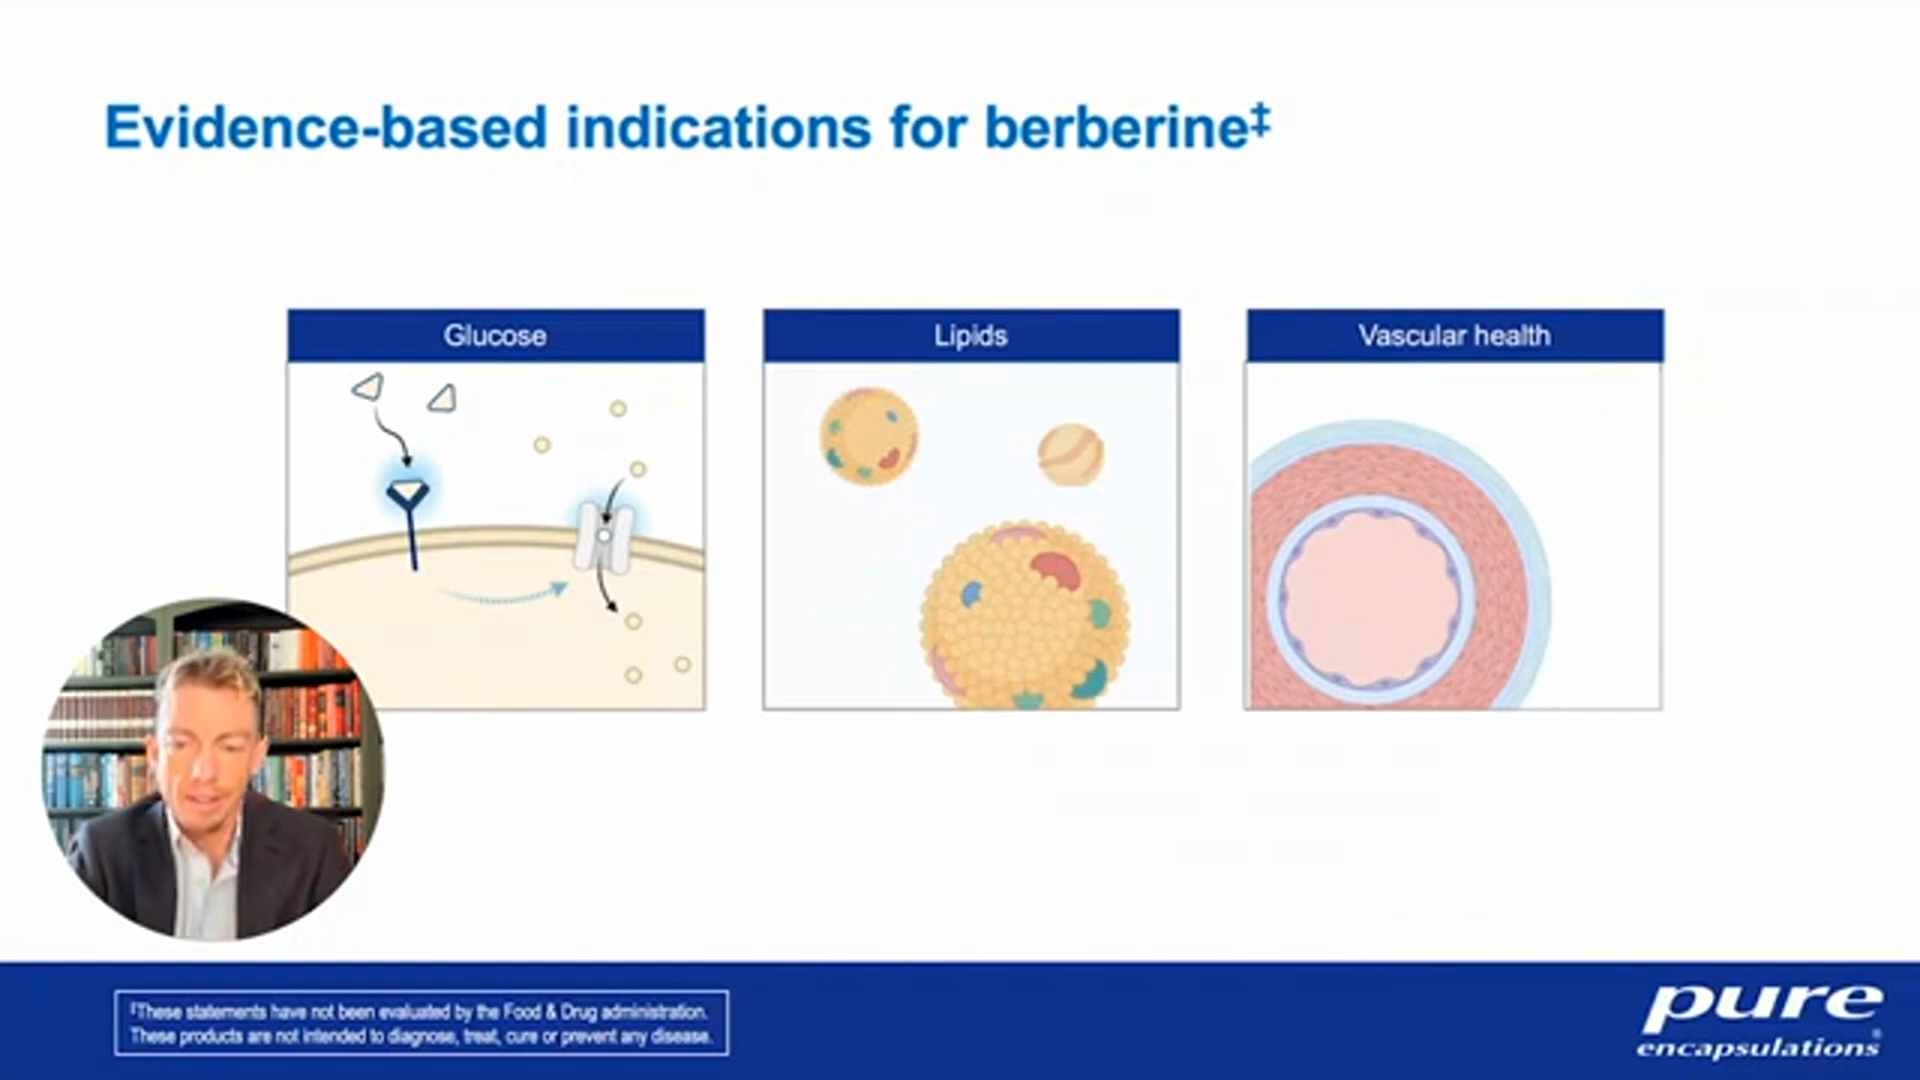 Evidence-based indications for berberine‡
Glucose
Lipids
Vascular health
‡These statements have not been evaluated by the Food & Drug administration.
These products are not intended to diagnose, treat, cure or prevent any disease.
pure
encapsulations®